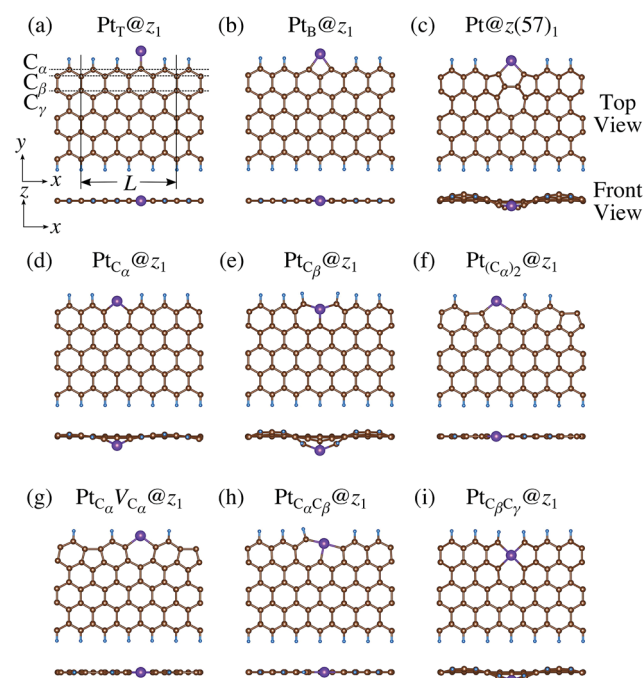 (a) Pt_T@z_1
(b) Pt_B@z_1
(c) Pt@z(57)_1
C_α
C_β
C_γ
y
x
L
z
x
Top
View
Front
View
(d) Pt_{C_α}@z_1
(e) Pt_{C_β}@z_1
(f) Pt_{(C_α)2}@z_1
(g) Pt_{C_α}V_{C_α}@z_1
(h) Pt_{C_αC_β}@z_1
(i) Pt_{C_βC_γ}@z_1